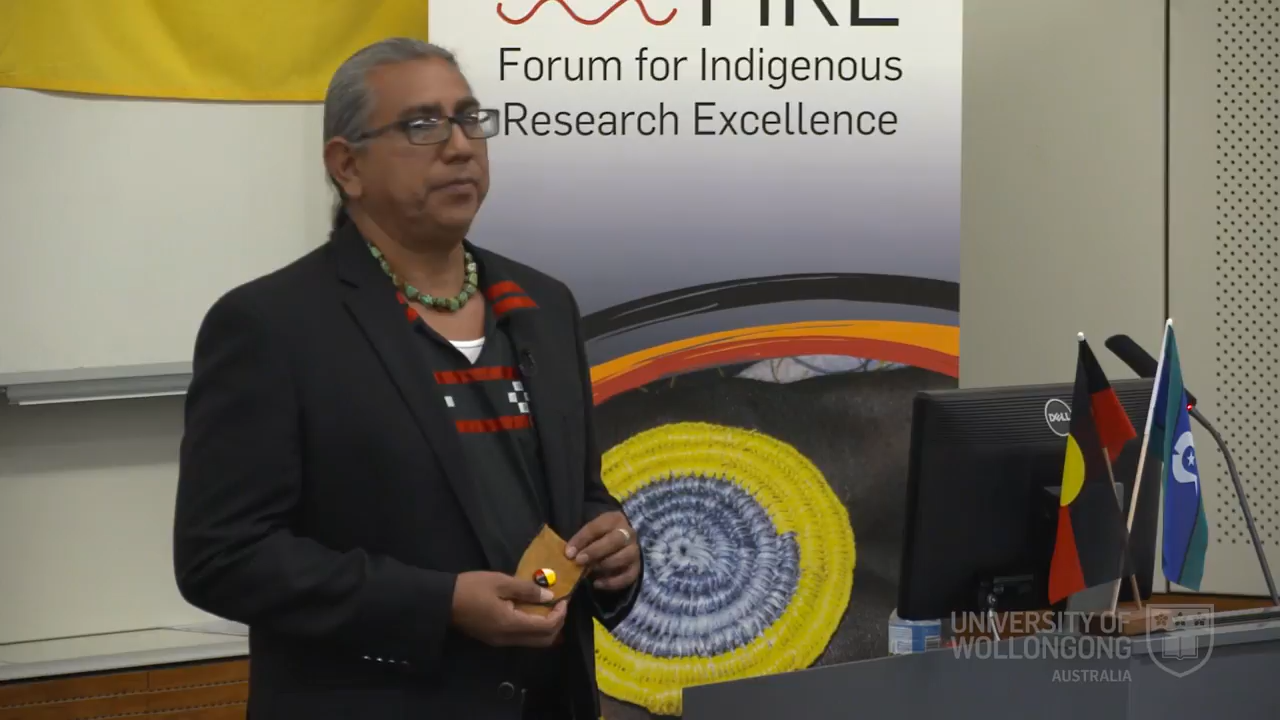 FIRE
Forum for Indigenous
Research Excellence
DELL
UNIVERSITY OF
WOLLONGONG
AUSTRALIA